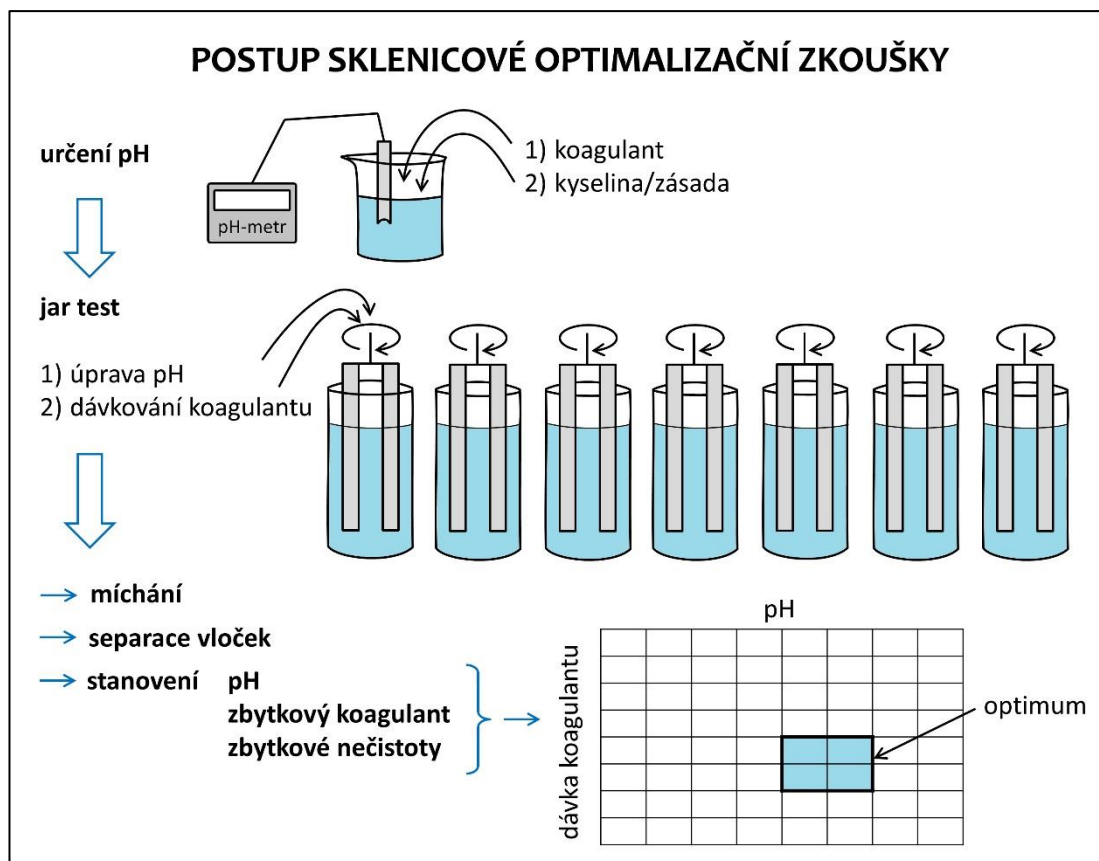 POSTUP SKLENICOVÉ OPTIMALIZAČNÍ ZKOUŠKY
určení pH
pH-metr
1) koagulant
2) kyselina/zásada
jar test
1) úprava pH
2) dávkování koagulantu
míchání
separace vloček
stanovení pH
zbytkový koagulant
zbytkové nečistoty
pH
dávka koagulantu
optimum